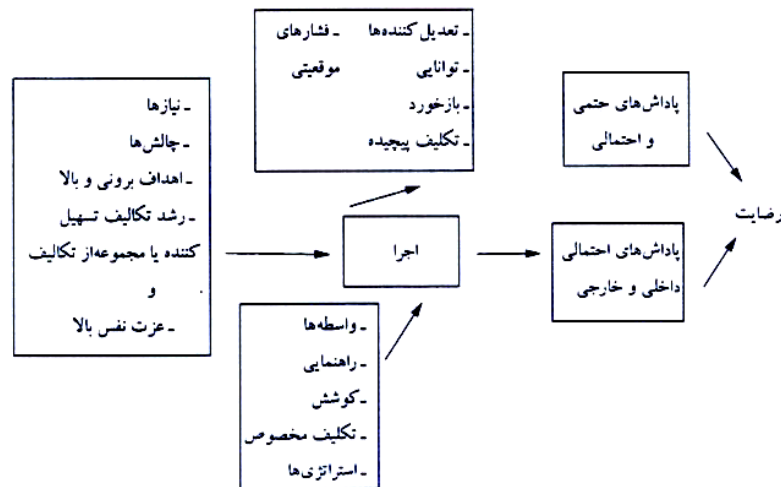 ـ تعدیل‌کننده‌ها
ـ توانایی
ـ بازخورد
ـ تکلیف پیچیده
ـ فشارهای
موقعیتی
پاداش‌های حتمی
و احتمالی
ـ نیازها
ـ چالش‌ها
ـ اهداف برونی و بالا
ـ رشد تکالیف تسهیل
کننده یا مجموعه‌از تکالیف
و
ـ عزت نفس بالا
اجرا
پاداش‌های احتمالی
داخلی و خارجی
رضایت
ـ واسطه‌ها
ـ راهنمایی
ـ کوشش
ـ تکلیف مخصوص
ـ استراتژی‌ها